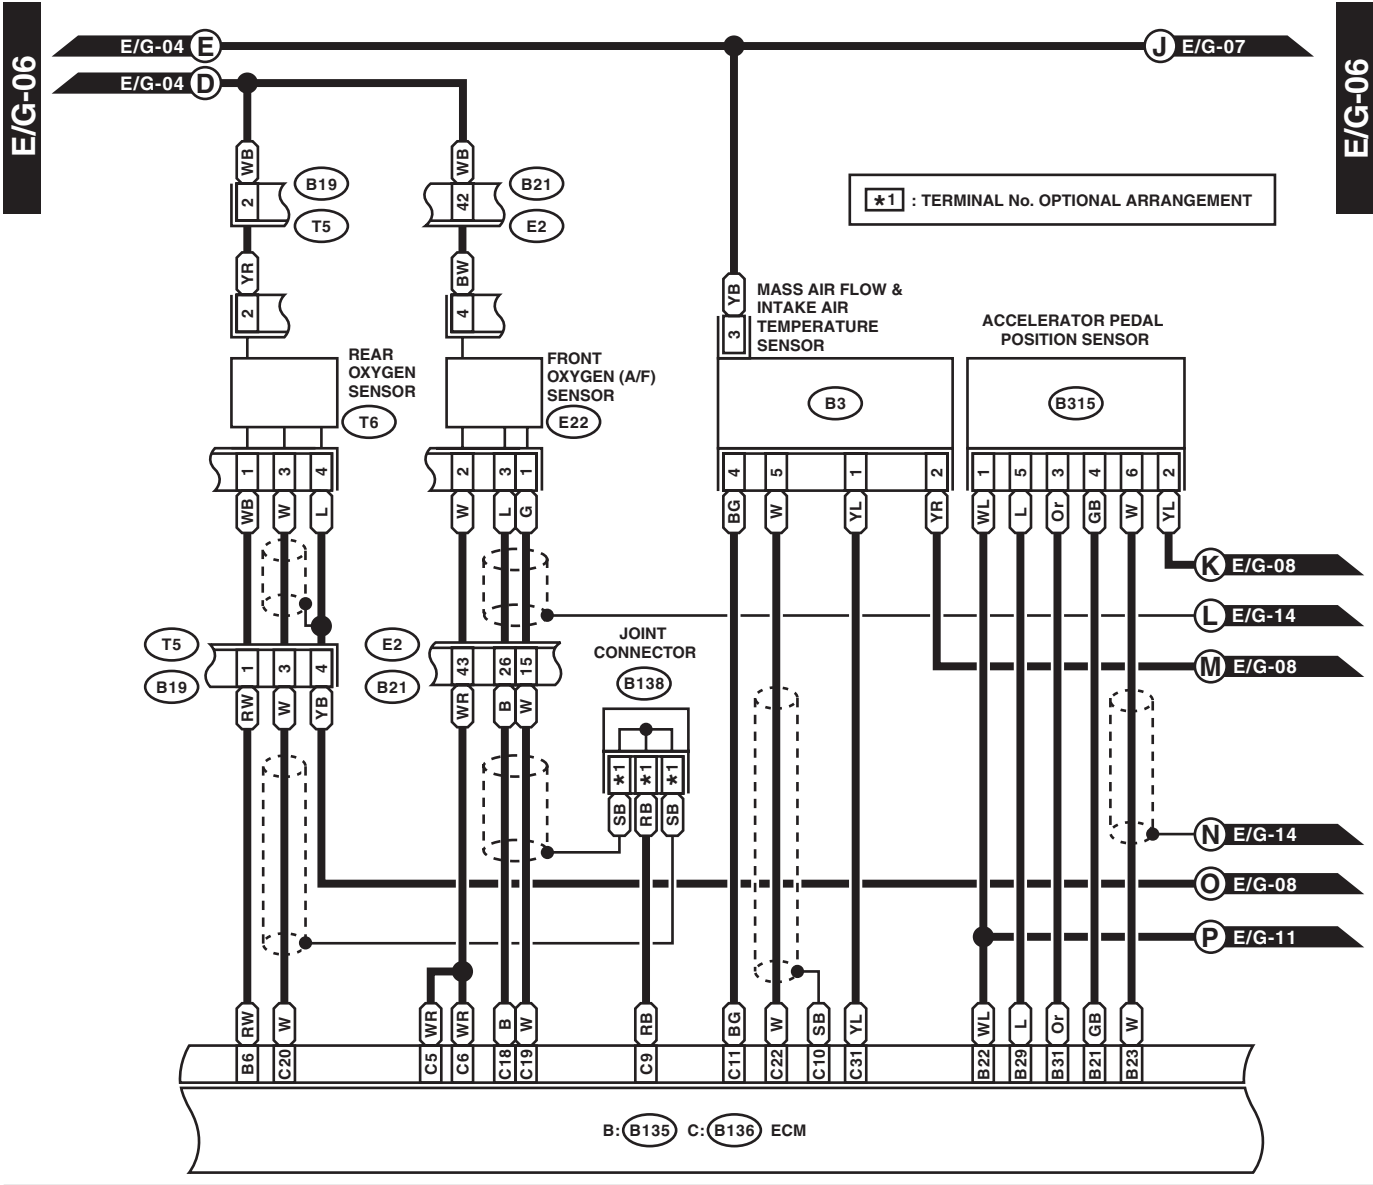 E/G-06
E/G-06
E/G-04 E
J E/G-07
E/G-04 D
WB
WB
2
B19
T5
42
B21
E2
*1 : TERMINAL No. OPTIONAL ARRANGEMENT
YR
BW
YB
2
4
3
MASS AIR FLOW &
INTAKE AIR
TEMPERATURE
SENSOR
ACCELERATOR PEDAL
POSITION SENSOR
REAR
OXYGEN
SENSOR
T6
FRONT
OXYGEN (A/F)
SENSOR
E22
B3
B315
1 3 4
2 3 1
4 5 1 2
1 5 3 4 6 2
WB W L
W L G
BG W YL YR
WL L Or GB W YL
K E/G-08
L E/G-14
T5
B19
1 3 4
E2
B21
43 26 15
JOINT
CONNECTOR
B138
M E/G-08
RW W YB
WR B W
*1 *1 *1
SB RB SB
N E/G-14
O E/G-08
P E/G-11
RW W WR WR B W RB BG W SB YL WL L Or GB W
B6 C20 C5 C6 C18 C19 C9 C11 C22 C10 C31 B22 B29 B31 B21 B23
B: B135 C: B136 ECM